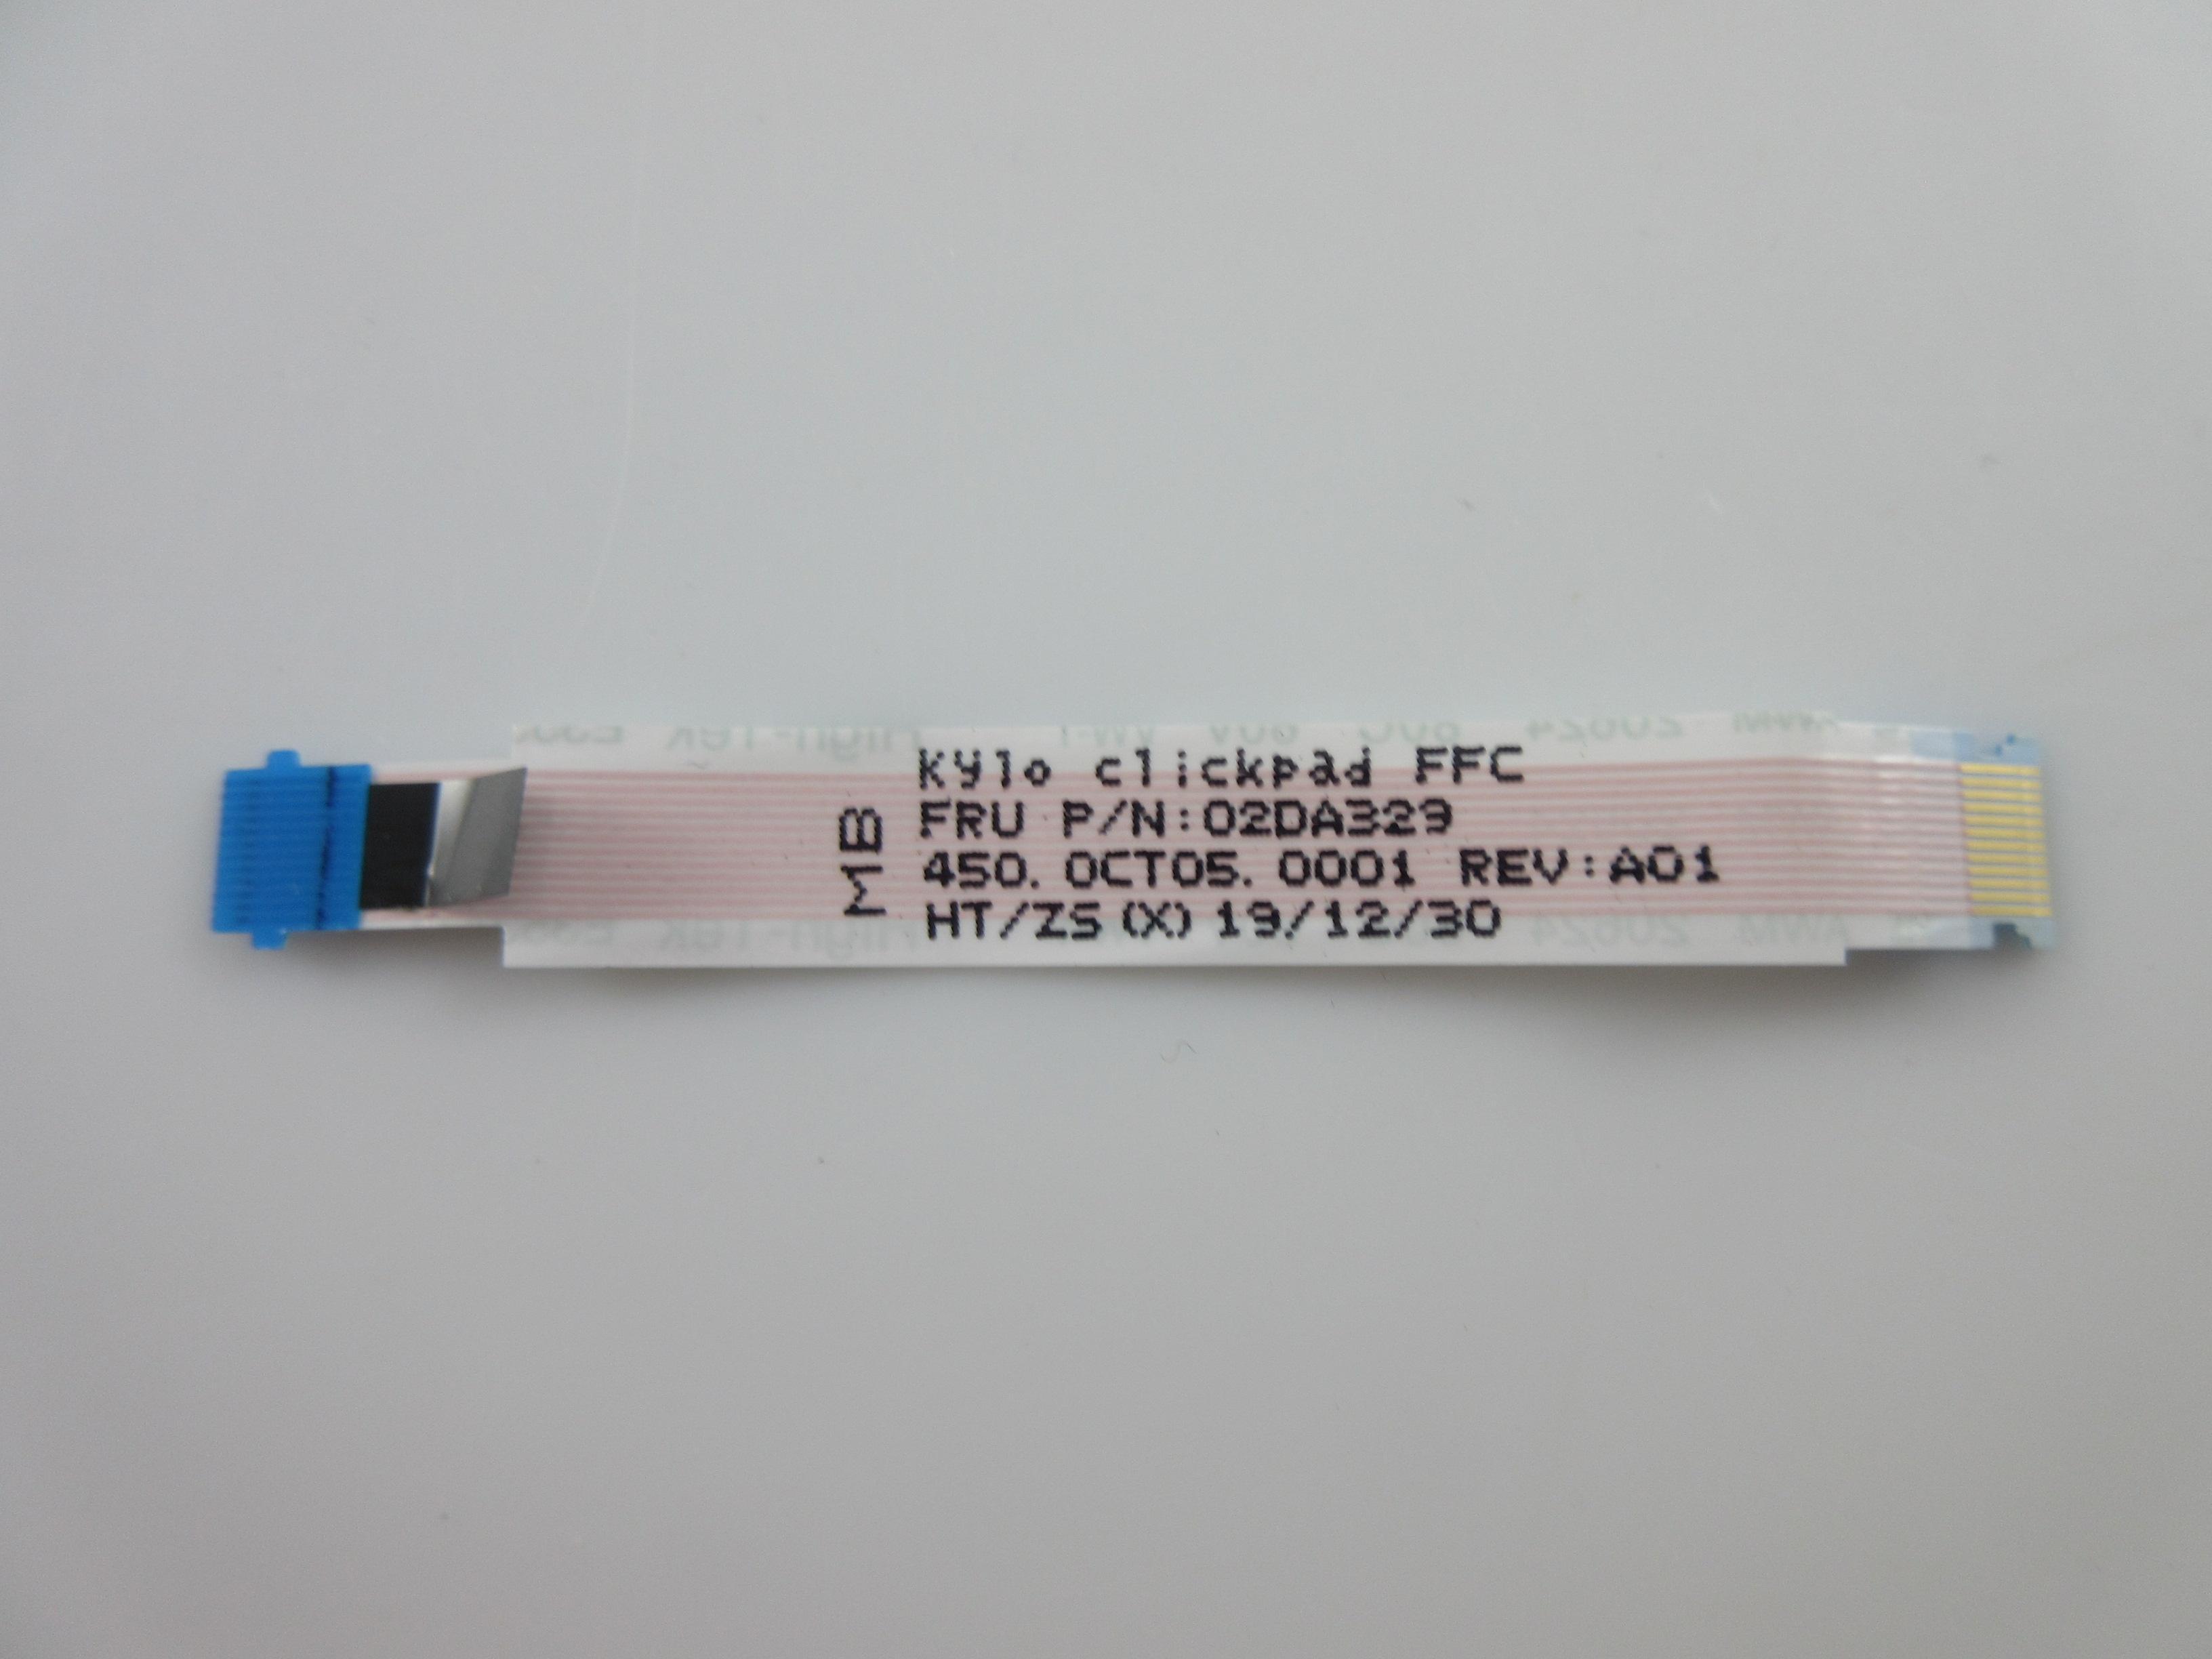 MB
Kylo clickpad FFC
FRU P/N:02DA329
450.0CT05.0001 REV:A01
HT/ZS (X) 19/12/30